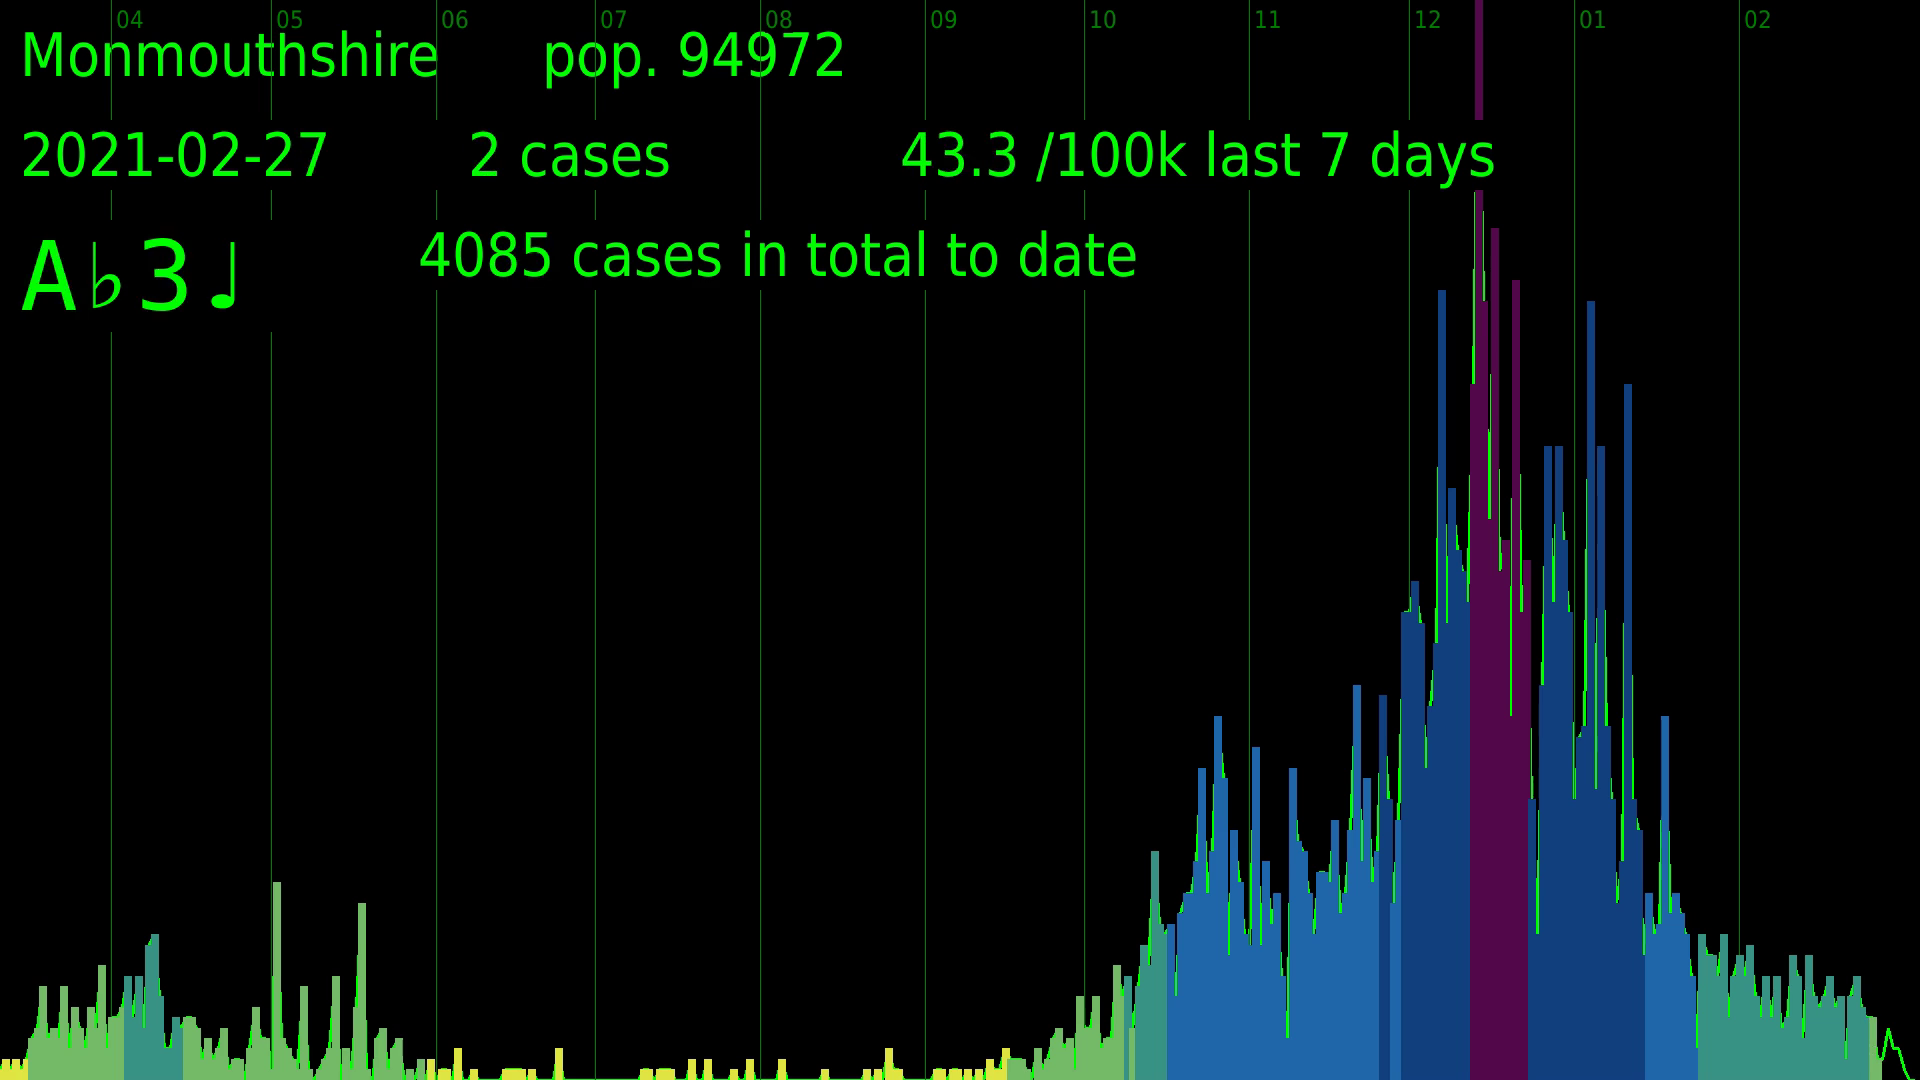 04 05 06 07 08 09 10 11 12 01 02
Monmouthshire pop. 94972
2021-02-27 2 cases 43.3 /100k last 7 days
A♭3♩ 4085 cases in total to date